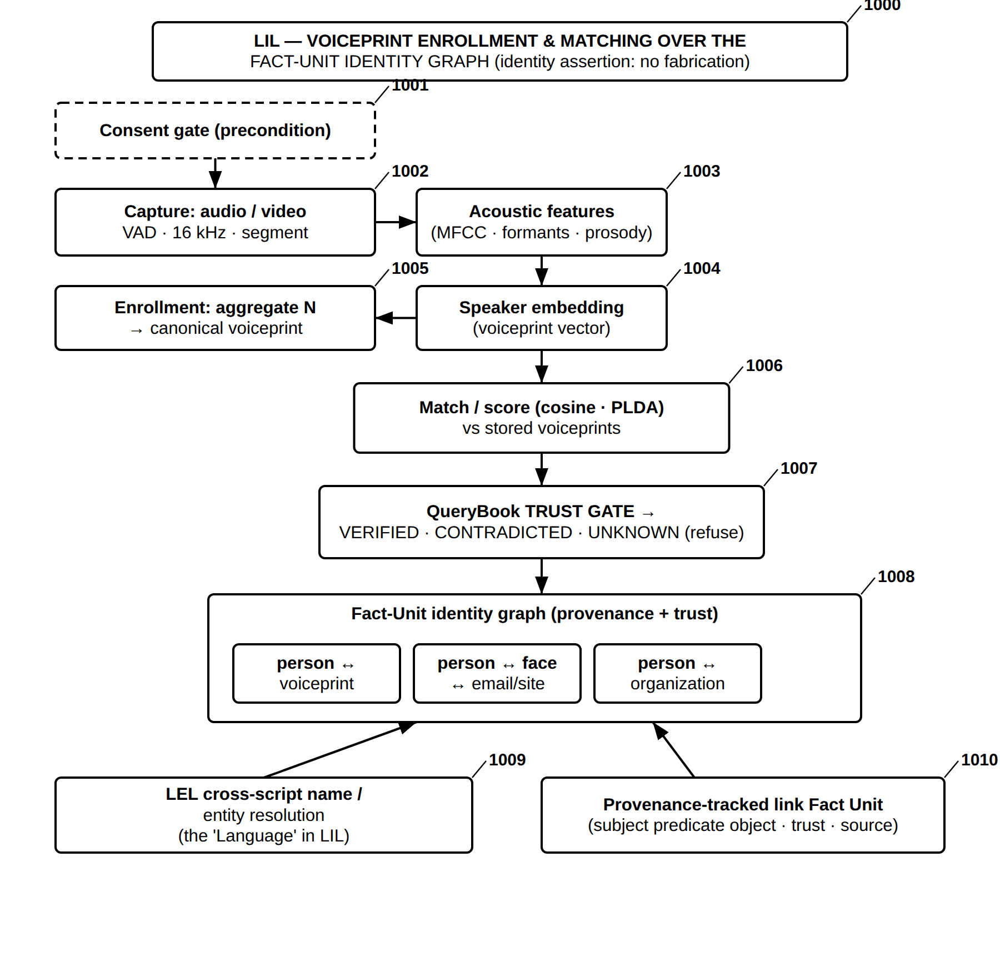 1000
LIL — VOICEPRINT ENROLLMENT & MATCHING OVER THE
FACT-UNIT IDENTITY GRAPH (identity assertion: no fabrication)
1001
Consent gate (precondition)
1002
Capture: audio / video
VAD · 16 kHz · segment
1003
Acoustic features
(MFCC · formants · prosody)
1005
Enrollment: aggregate N
→ canonical voiceprint
1004
Speaker embedding
(voiceprint vector)
1006
Match / score (cosine · PLDA)
vs stored voiceprints
1007
QueryBook TRUST GATE →
VERIFIED · CONTRADICTED · UNKNOWN (refuse)
1008
Fact-Unit identity graph (provenance + trust)
person ↔
voiceprint
person ↔ face
↔ email/site
person ↔
organization
1009
LEL cross-script name /
entity resolution
(the 'Language' in LIL)
1010
Provenance-tracked link Fact Unit
(subject predicate object · trust · source)